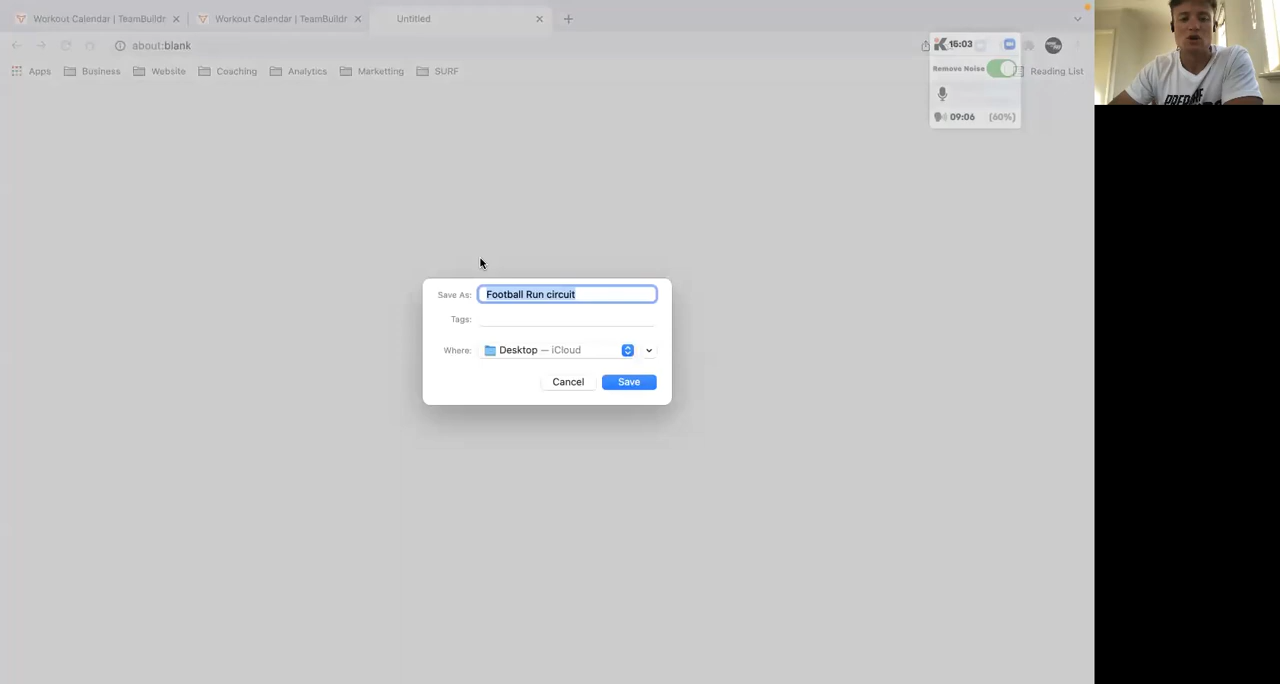 Workout Calendar | TeamBuildr
Workout Calendar | TeamBuildr
Untitled
about:blank
15:03
Apps
Business
Website
Coaching
Analytics
Marketting
SURF
Remove Noise
Reading List
09:06 (60%)
Save As: Football Run circuit
Tags:
Where: Desktop — iCloud
Cancel
Save